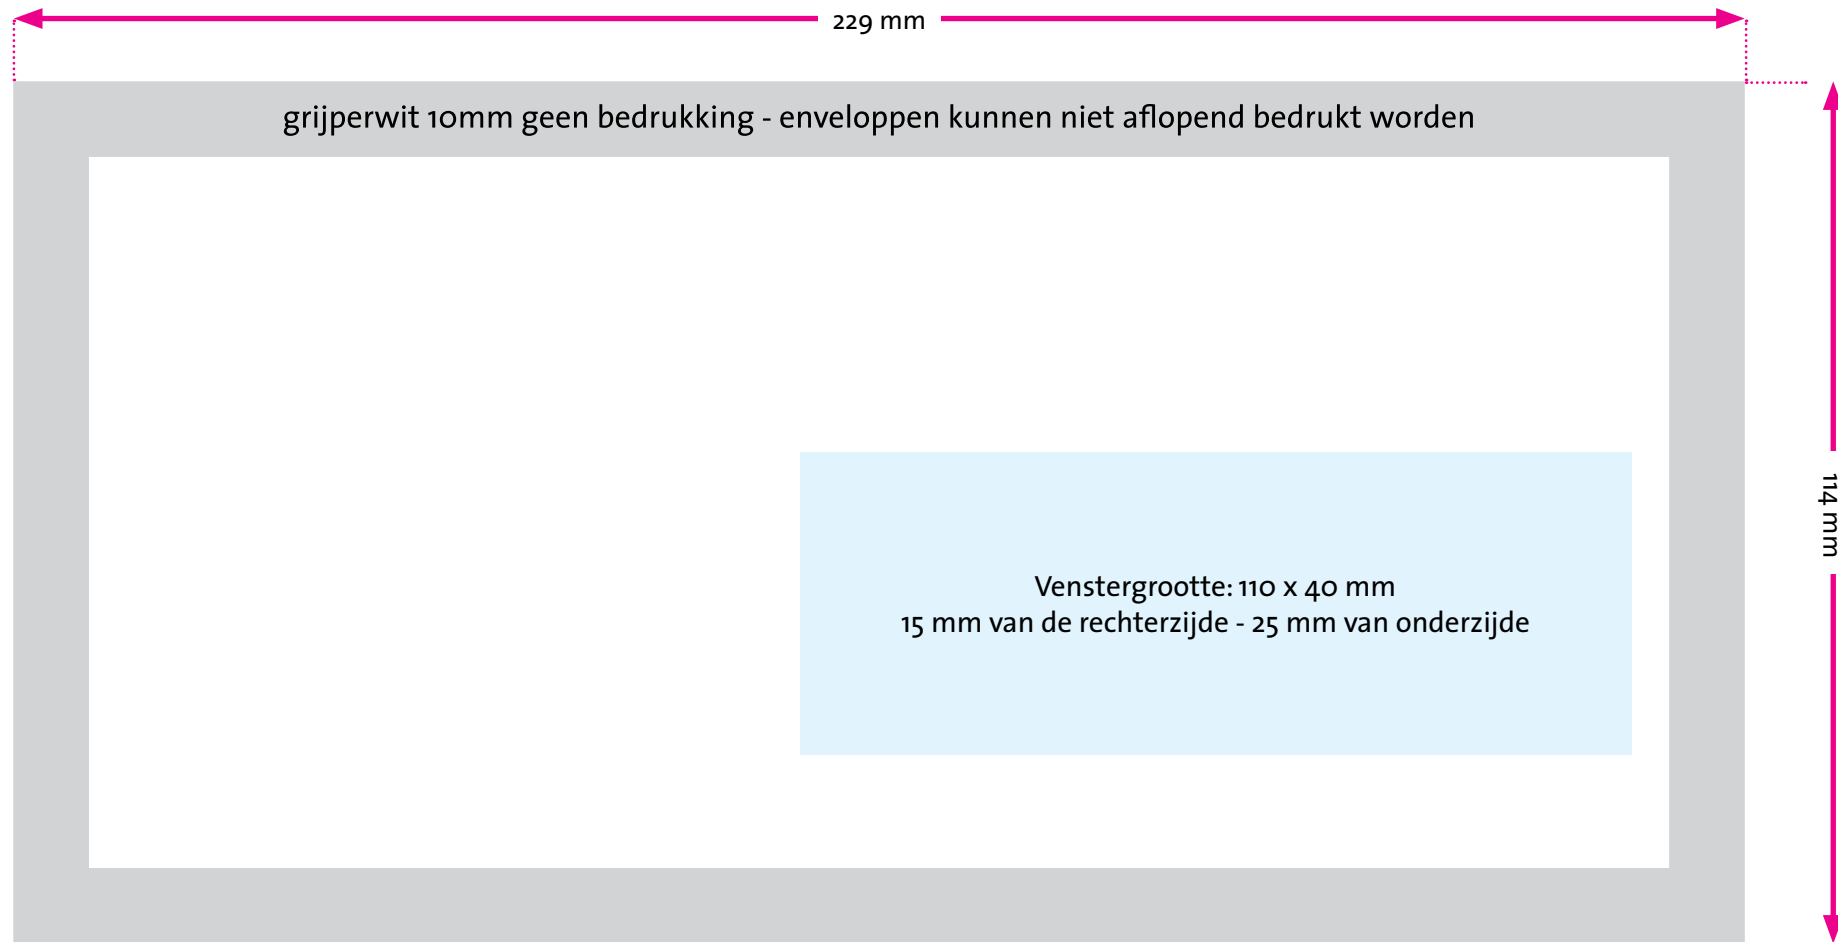 229 mm
grijperwit 10mm geen bedrukking - enveloppen kunnen niet aflopend bedrukt worden
114 mm
Venstergrootte: 110 x 40 mm
15 mm van de rechterzijde - 25 mm van onderzijde